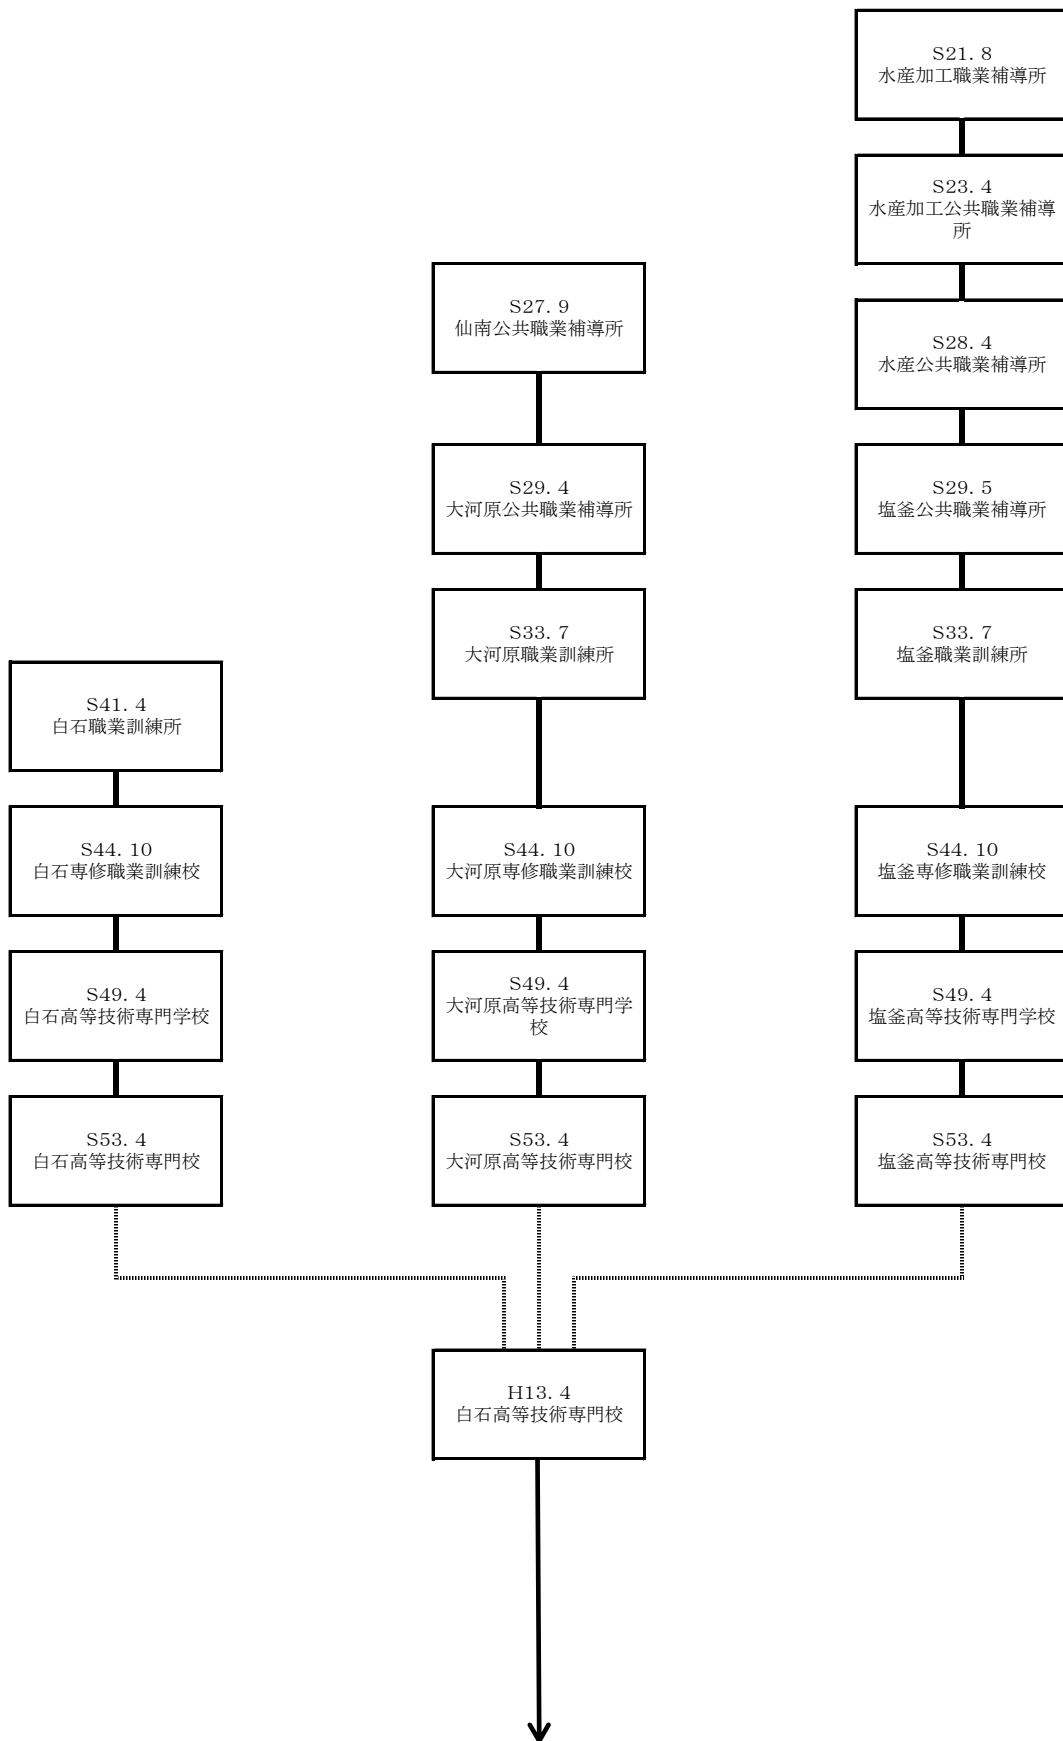 S21. 8
水産加工職業補導所
S23. 4
水産加工公共職業補導
所
S27. 9
仙南公共職業補導所
S28. 4
水産公共職業補導所
S29. 4
大河原公共職業補導所
S29. 5
塩釜公共職業補導所
S33. 7
大河原職業訓練所
S33. 7
塩釜職業訓練所
S41. 4
白石職業訓練所
S44. 10
白石専修職業訓練校
S44. 10
大河原専修職業訓練校
S44. 10
塩釜専修職業訓練校
S49. 4
白石高等技術専門学校
S49. 4
大河原高等技術専門学
校
S49. 4
塩釜高等技術専門学校
S53. 4
白石高等技術専門校
S53. 4
大河原高等技術専門校
S53. 4
塩釜高等技術専門校
H13. 4
白石高等技術専門校